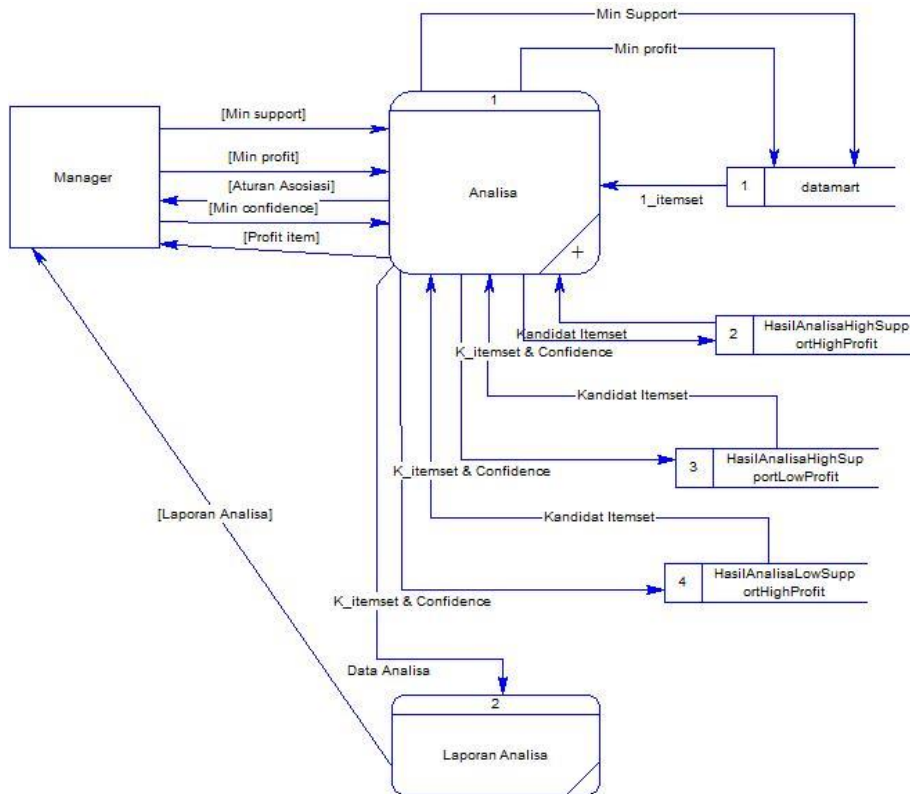 Min Support
Min profit
1
[Min support]
[Min profit]
Manager
[Aturan Asosiasi]
Analisa
1
datamart
1_itemset
[Min confidence]
[Profit item]
+
Kandidat Itemset
2
HasilAnalisaHighSupp
ortHighProfit
K_itemset & Confidence
Kandidat Itemset
3
HasilAnalisaHighSup
portLowProfit
K_itemset & Confidence
[Laporan Analisa]
Kandidat Itemset
4
HasilAnalisaLowSupp
ortHighProfit
K_itemset & Confidence
Data Analisa
2
Laporan Analisa